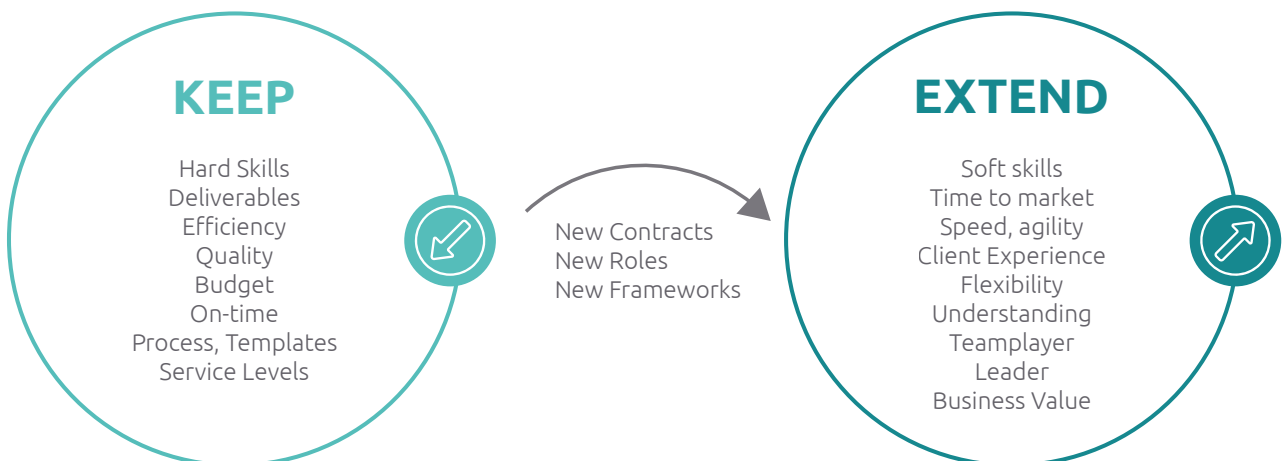 KEEP
Hard Skills
Deliverables
Efficiency
Quality
Budget
On-time
Process, Templates
Service Levels
New Contracts
New Roles
New Frameworks
EXTEND
Soft skills
Time to market
Speed, agility
Client Experience
Flexibility
Understanding
Teamplayer
Leader
Business Value